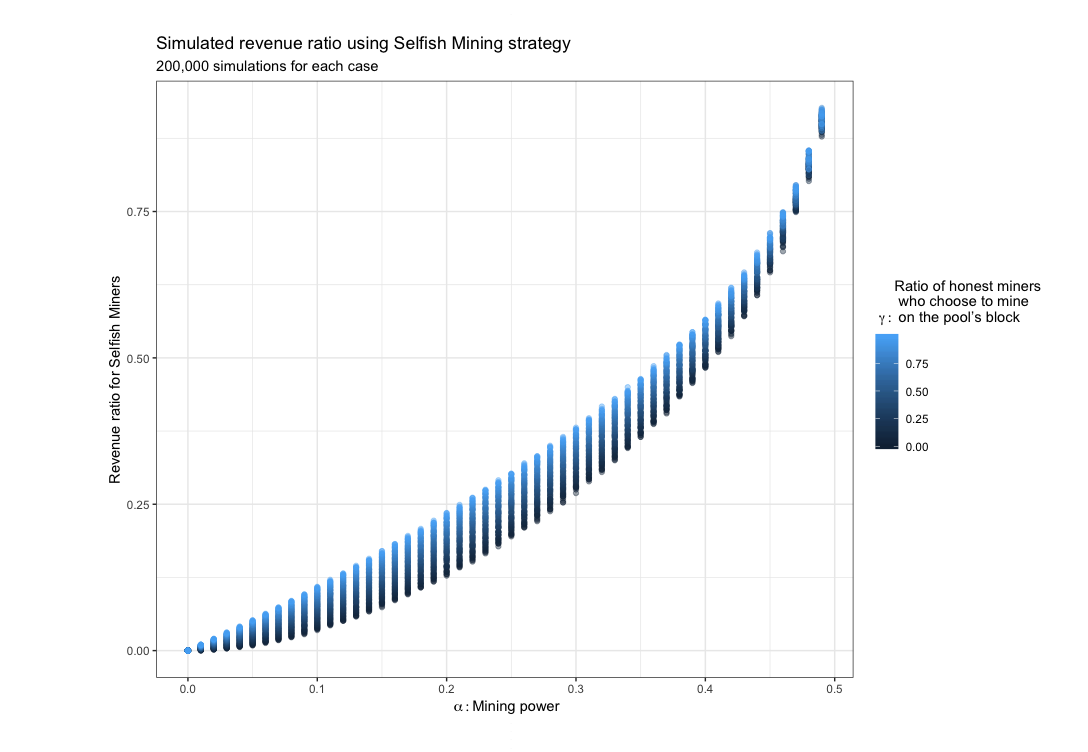 Simulated revenue ratio using Selfish Mining strategy
200,000 simulations for each case
Revenue ratio for Selfish Miners
0.75
0.50
0.25
0.00
0.0 0.1 0.2 0.3 0.4 0.5
α : Mining power
Ratio of honest miners
who choose to mine
γ : on the pool's block
0.75
0.50
0.25
0.00